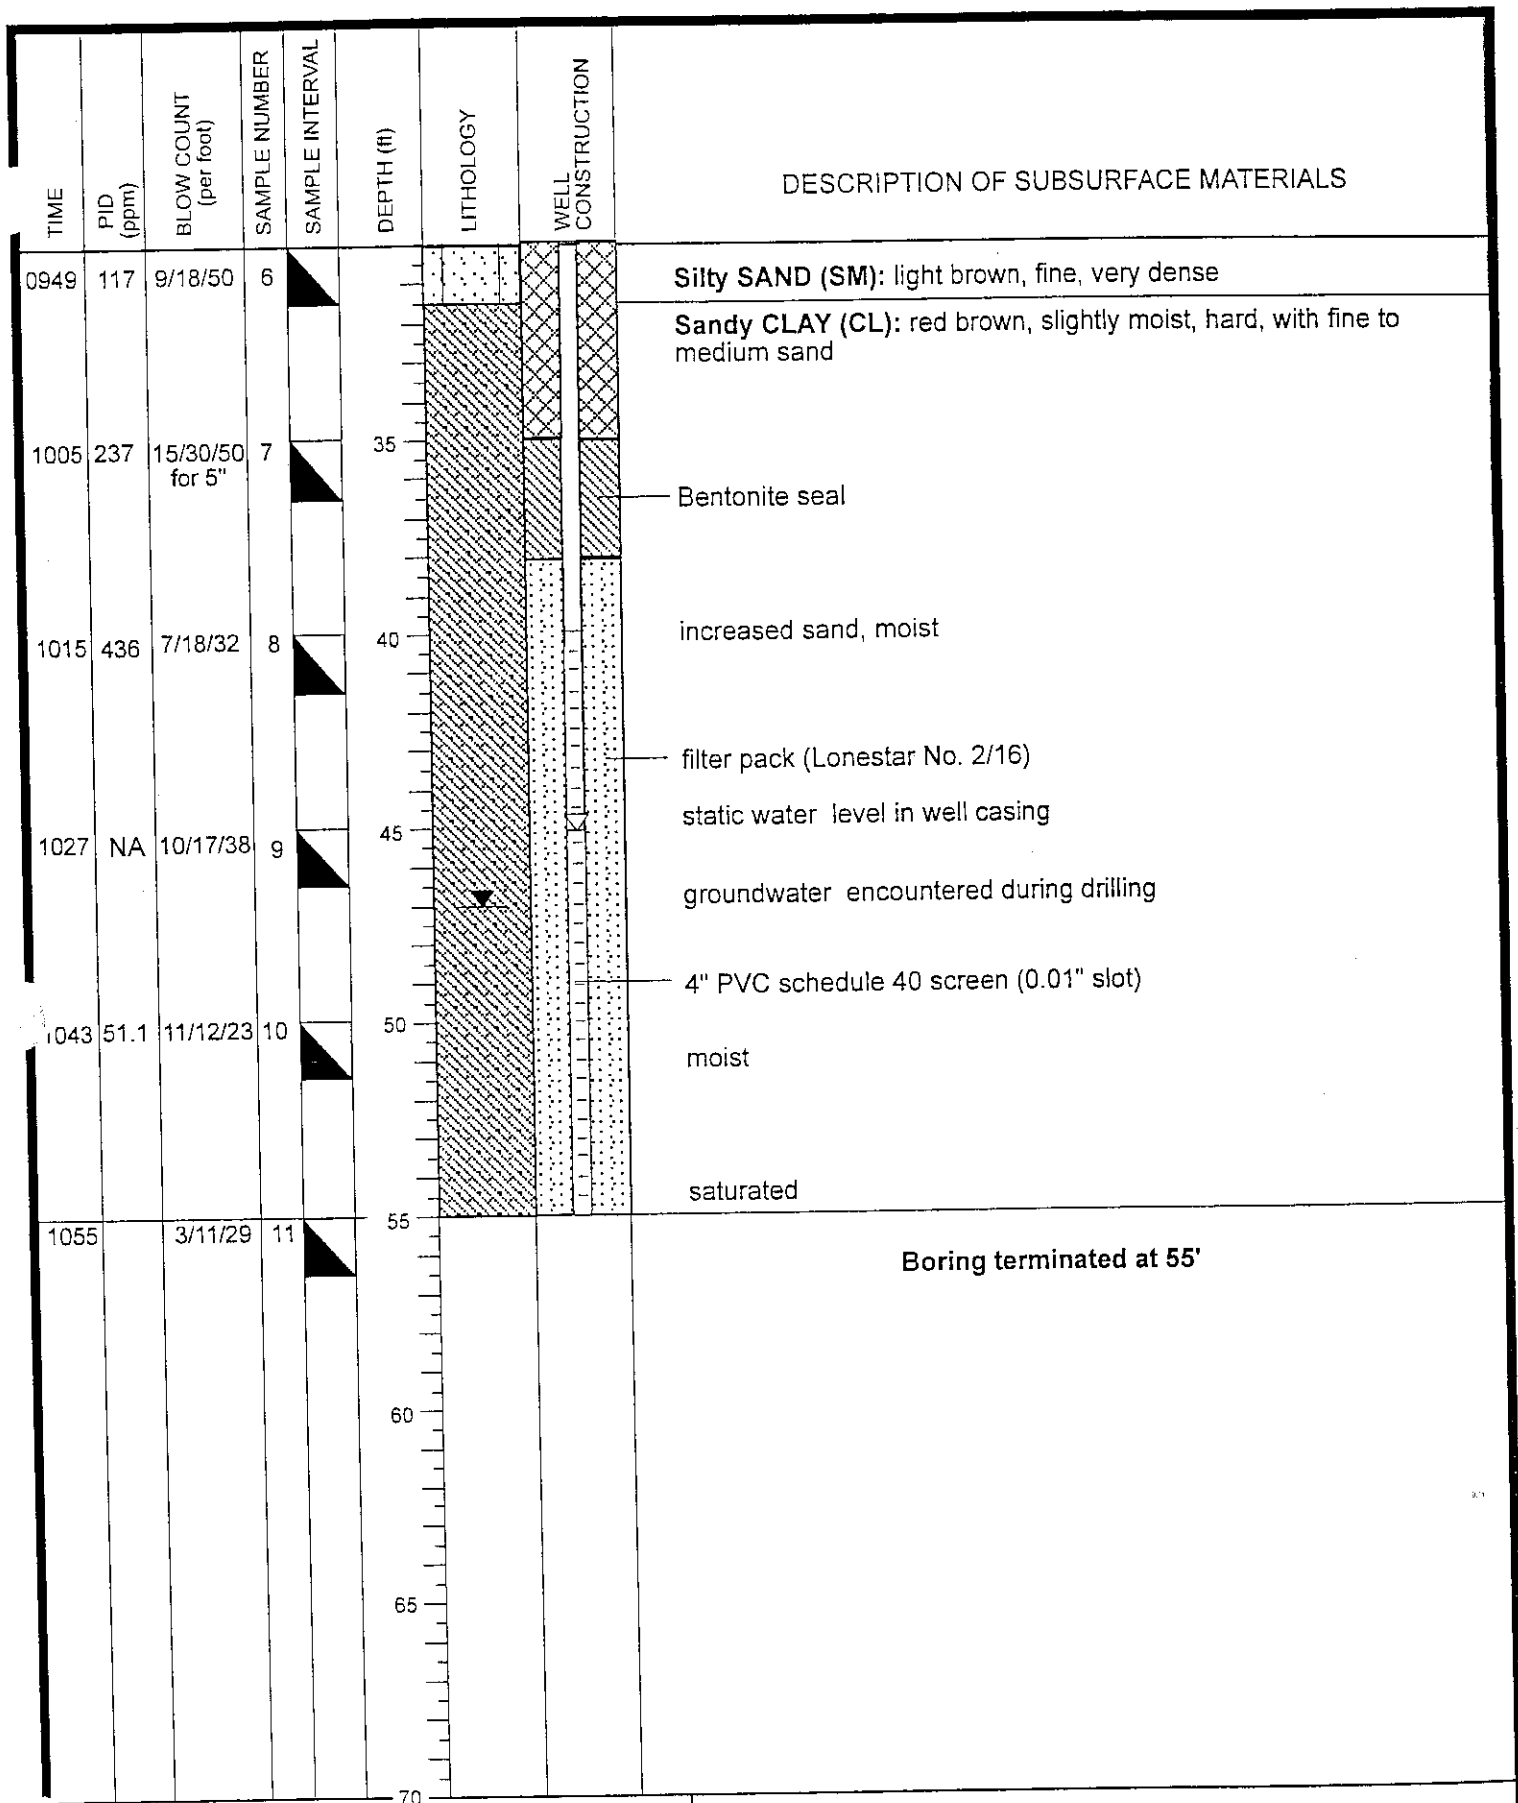 TIME
PID
(ppm)
BLOW COUNT
(per foot)
SAMPLE NUMBER
SAMPLE INTERVAL
DEPTH (ft)
LITHOLOGY
WELL
CONSTRUCTION
DESCRIPTION OF SUBSURFACE MATERIALS
0949 117 9/18/50 6
Silty SAND (SM): light brown, fine, very dense
Sandy CLAY (CL): red brown, slightly moist, hard, with fine to
medium sand
35
1005 237 15/30/50 7
for 5"
Bentonite seal
40
increased sand, moist
1015 436 7/18/32 8
filter pack (Lonestar No. 2/16)
static water level in well casing
45
1027 NA 10/17/38 9
groundwater encountered during drilling
4" PVC schedule 40 screen (0.01" slot)
1043 51.1 11/12/23 10
50
moist
saturated
55
1055 3/11/29 11
Boring terminated at 55'
60
65
70